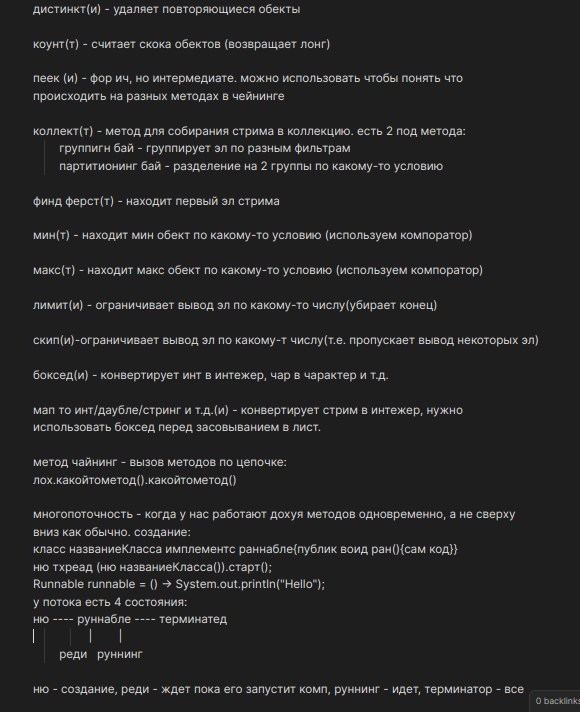 дистинкт(и) - удаляет повторяющиеся обекты
коунт(т) - считает скока обектов (возвращает лонг)
пеек (и) - фор ич, но интермедиате. можно использовать чтобы понять что
происходить на разных методах в чейнинге
коллект(т) - метод для собирания стрима в коллекцию. есть 2 под метода:
группигн бай - группирует эл по разным фильтрам
партитионинг бай - разделение на 2 группы по какому-то условию
финд ферст(т) - находит первый эл стрима
мин(т) - находит мин обект по какому-то условию (используем компоратор)
макс(т) - находит макс обект по какому-то условию (используем компоратор)
лимит(и) - ограничивает вывод эл по какому-то числу(убирает конец)
скип(и)-ограничивает вывод эл по какому-т числу(т.е. пропускает вывод некоторых эл)
боксед(и) - конвертирует инт в интежер, чар в чарактер и т.д.
мап то инт/даубле/стринг и т.д.(и) - конвертирует стрим в интежер, нужно
использовать боксед перед засовыванием в лист.
метод чайнинг - вызов методов по цепочке:
лох.какойтометод().какойтометод()
многопоточность - когда у нас работают дохуя методов одновременно, а не сверху
вниз как обычно. создание:
класс названиеКласса имплементс раннабле{публик воид ран(){сам код}}
ню тхреад (ню названиеКласса()).старт();
Runnable runnable = () -> System.out.println("Hello");
у потока есть 4 состояния:
ню ---- руннабле ---- терминатед
| | |
реди руннинг
ню - создание, реди - ждет пока его запустит комп, руннинг - идет, терминатор - все
0 backlinks